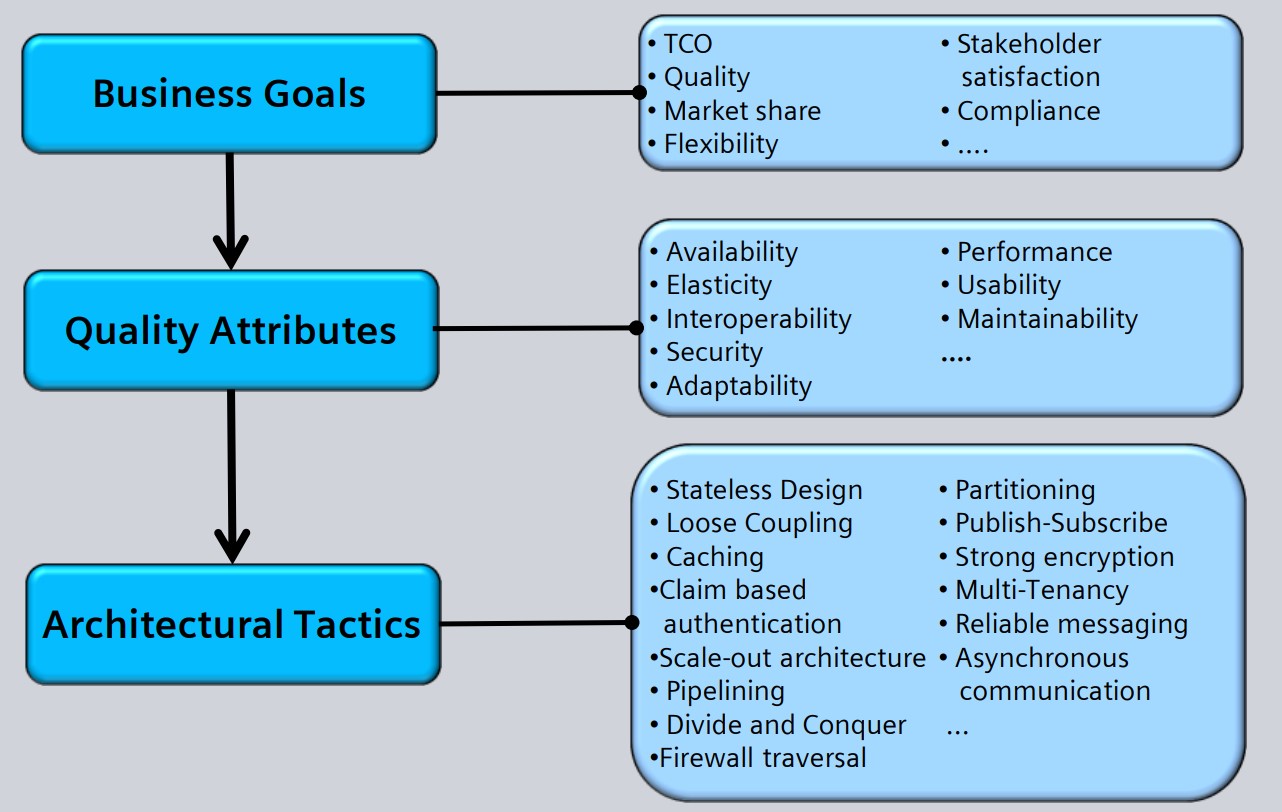 Business Goals
• TCO
• Quality
• Market share
• Flexibility
• Stakeholder
satisfaction
• Compliance
• ....
Quality Attributes
• Availability
• Elasticity
• Interoperability
• Security
• Adaptability
• Performance
• Usability
• Maintainability
....
Architectural Tactics
• Stateless Design
• Loose Coupling
• Caching
•Claim based
authentication
•Scale-out architecture
• Pipelining
• Divide and Conquer
•Firewall traversal
• Partitioning
• Publish-Subscribe
• Strong encryption
• Multi-Tenancy
• Reliable messaging
• Asynchronous
communication
...